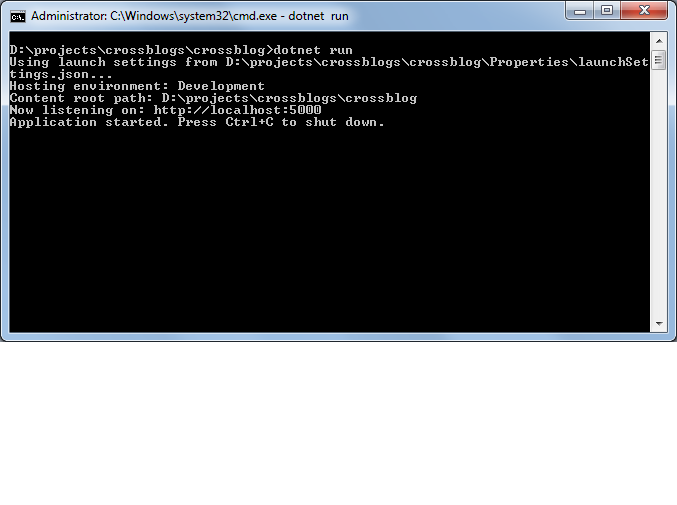 Administrator: C:\Windows\system32\cmd.exe - dotnet  run
D:\projects\crossblogs\crossblog>dotnet run
Using launch settings from D:\projects\crossblogs\crossblog\Properties\launchSet
tings.json...
Hosting environment: Development
Content root path: D:\projects\crossblogs\crossblog
Now listening on: http://localhost:5000
Application started. Press Ctrl+C to shut down.